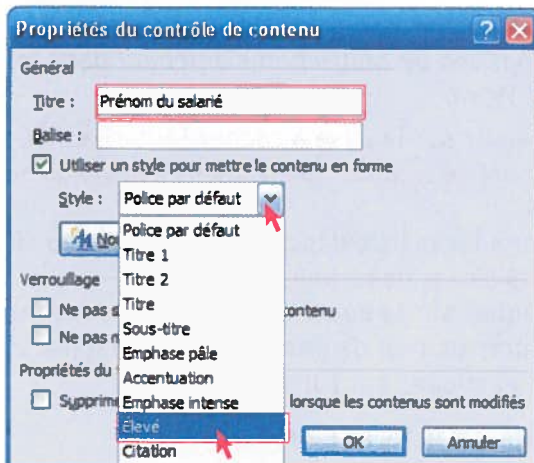 Propriétés du contrôle de contenu
Général
Titre : Prénom du salarié
Balise :
Utiliser un style pour mettre le contenu en forme
Style : Police par défaut
Police par défaut
Titre 1
Titre 2
Verrouillage
Titre
Ne pas contenu
Sous-titre
Ne pas
Emphase pâle
Propriétés du
Accentuation
Emphase intense
lorsque les contenus sont modifiés
Élevé
OK Annuler
Citation